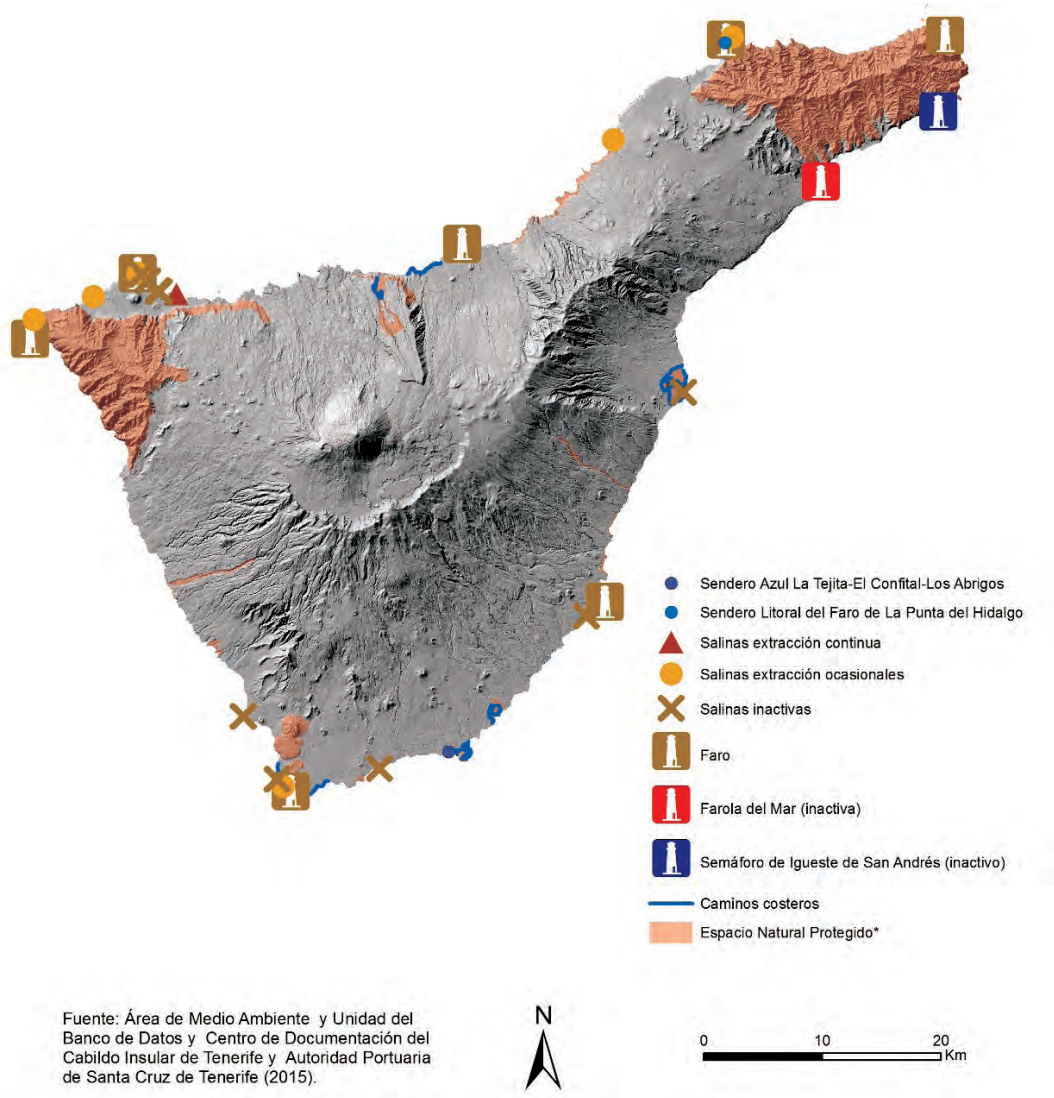 Sendero Azul La Tejita-El Confital-Los Abrigos
Sendero Litoral del Faro de La Punta del Hidalgo
Salinas extracción continua
Salinas extracción ocasionales
Salinas inactivas
Faro
Farola del Mar (inactiva)
Semáforo de Igueste de San Andrés (inactivo)
Caminos costeros
Espacio Natural Protegido*
Fuente: Área de Medio Ambiente y Unidad del
Banco de Datos y Centro de Documentación del
Cabildo Insular de Tenerife y Autoridad Portuaria
de Santa Cruz de Tenerife (2015).
N
0 10 20
Km